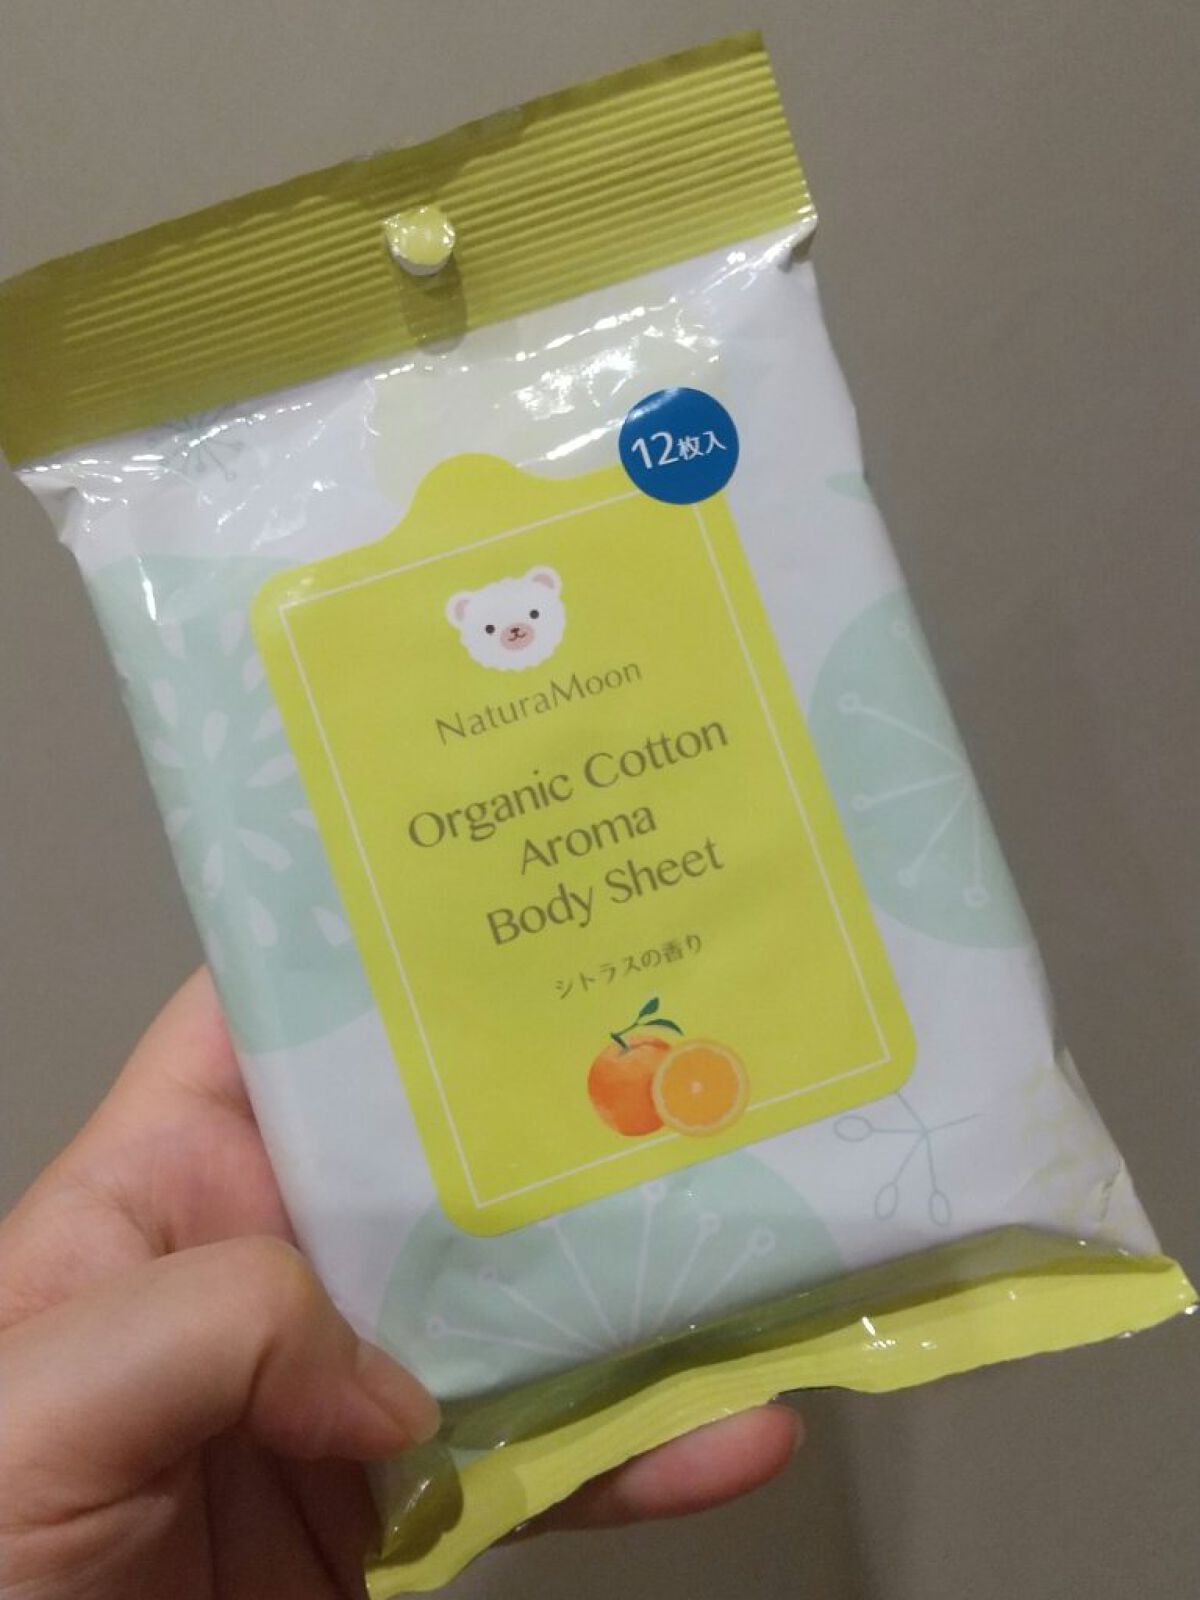 12枚入
NaturaMoon
Organic Cotton
Aroma
Body Sheet
シトラスの香り